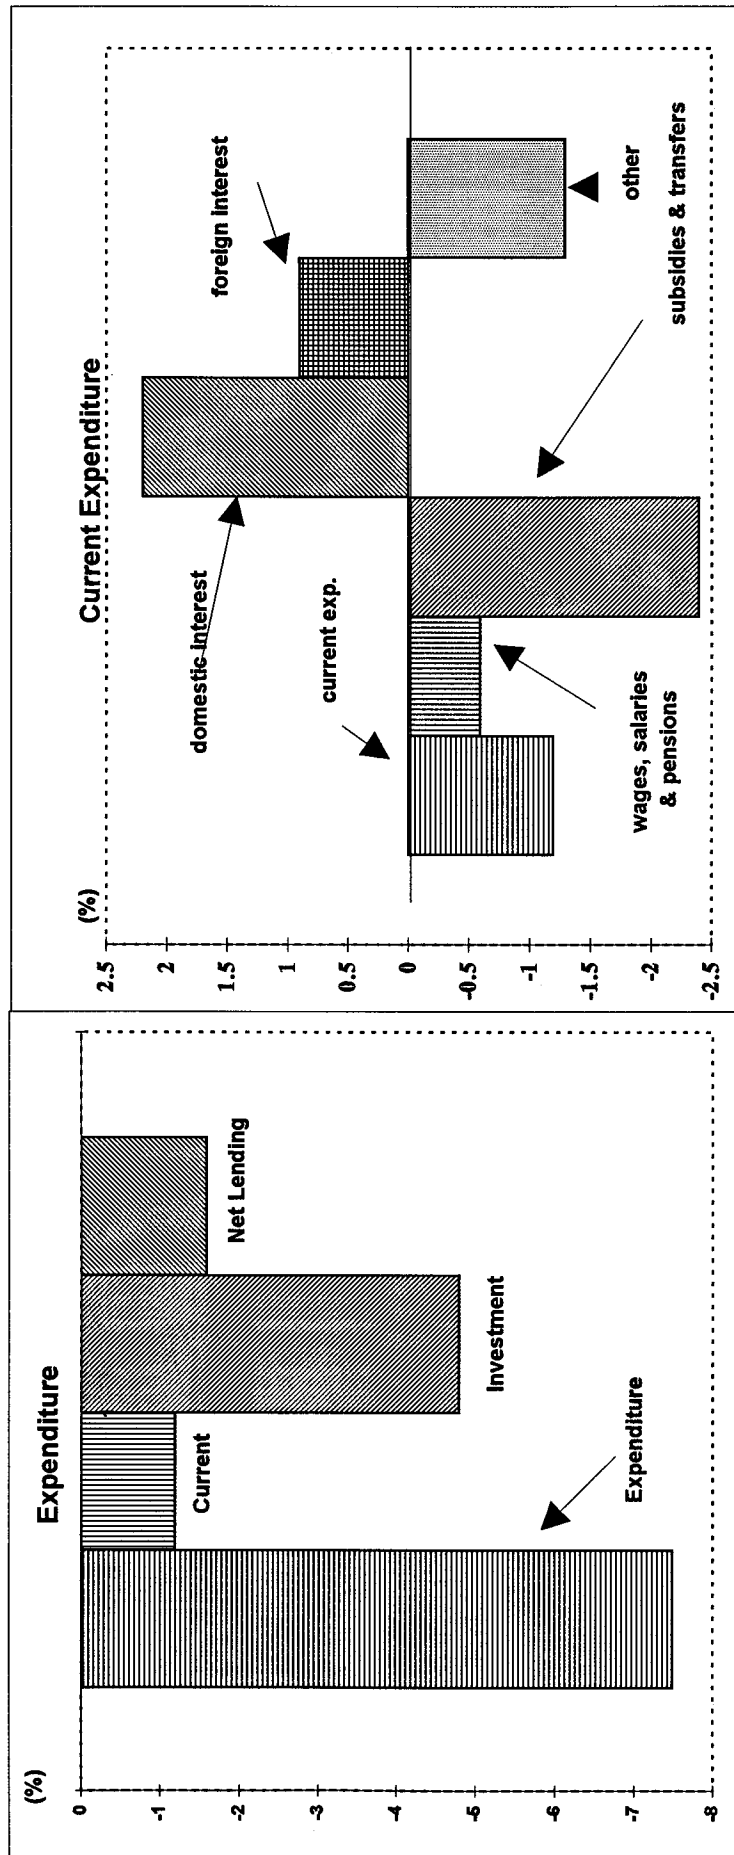 Expenditure
(%)
0
-1
-2
-3
-4
-5
-6
-7
-8
Current
Net Lending
Investment
Expenditure
Current Expenditure
(%)
2.5
2
1
0.5
0
-0.5
-1
-1.5
-2
-2.5
domestic interest
foreign interest
current exp.
wages, salaries
& pensions
subsidies & transfers
other